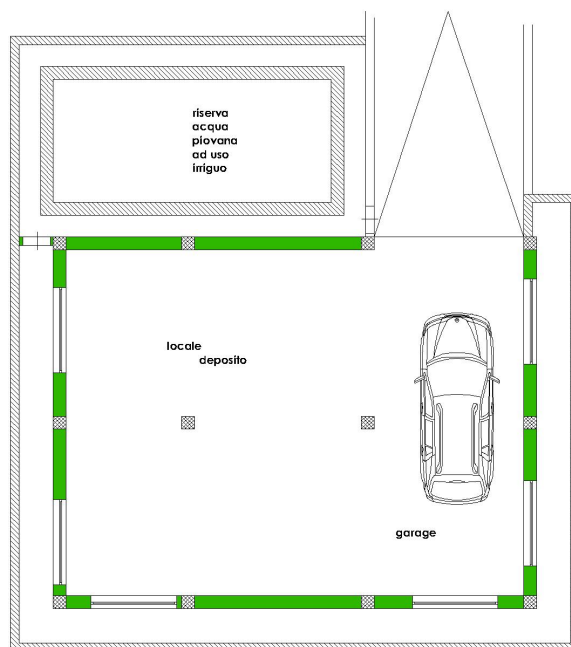 riserva
acqua
piovana
ad uso
irriguo
locale
deposito
garage